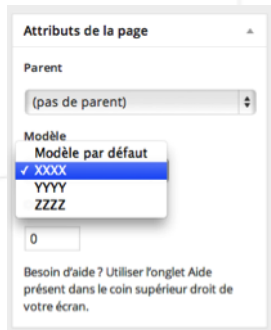 Attributs de la page
Parent
(pas de parent)
Modèle
Modèle par défaut
✓ XXXX
YYYY
ZZZZ
0
Besoin d'aide ? Utiliser l'onglet Aide
présent dans le coin supérieur droit de
votre écran.